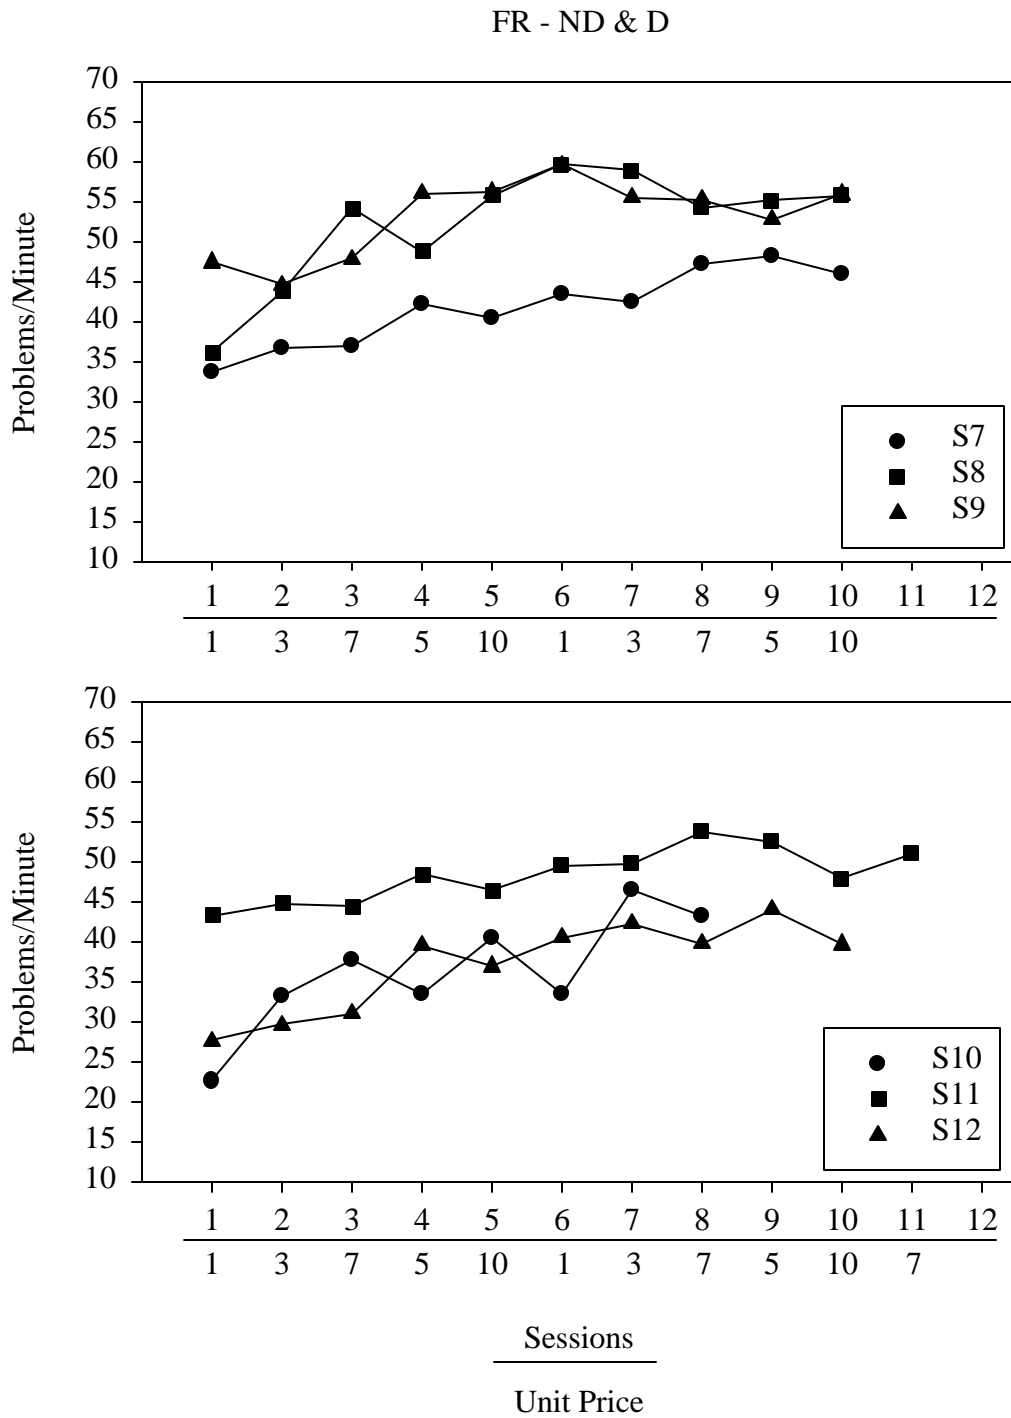 FR - ND & D
70
65
60
55
50
45
40
35
30
25
20
15
10
Problems/Minute
S7
S8
S9
1 2 3 4 5 6 7 8 9 10 11 12
1 3 7 5 10 1 3 7 5 10
70
65
60
55
50
45
40
35
30
25
20
15
10
Problems/Minute
S10
S11
S12
1 2 3 4 5 6 7 8 9 10 11 12
1 3 7 5 10 1 3 7 5 10 7
Sessions
Unit Price